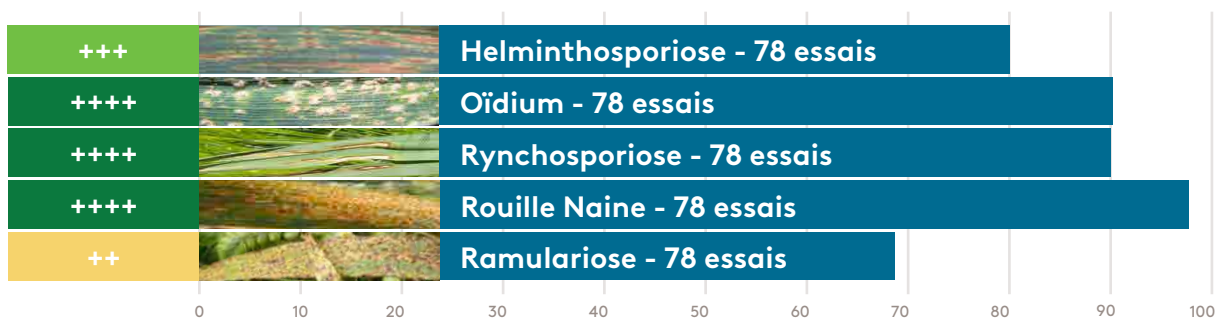 +++ Helminthosporiose - 78 essais
++++ Oïdium - 78 essais
++++ Rynchosporiose - 78 essais
++++ Rouille Naine - 78 essais
++ Ramulariose - 78 essais
0 10 20 30 40 50 60 70 80 90 100